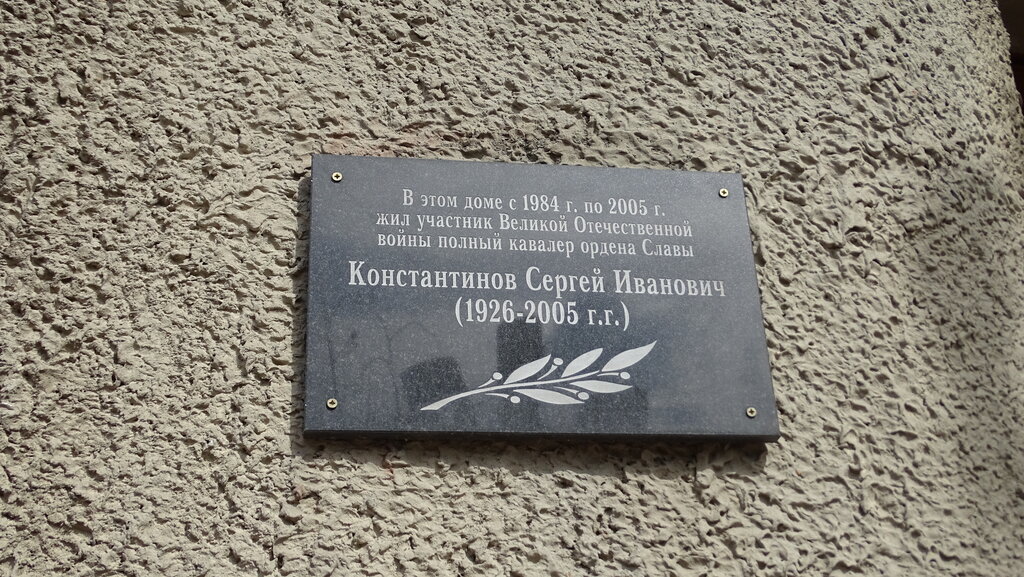 В этом доме с 1984 г. по 2005 г.
жил участник Великой Отечественной
войны полный кавалер ордена Славы
Константинов Сергей Иванович
(1926-2005 г.г.)